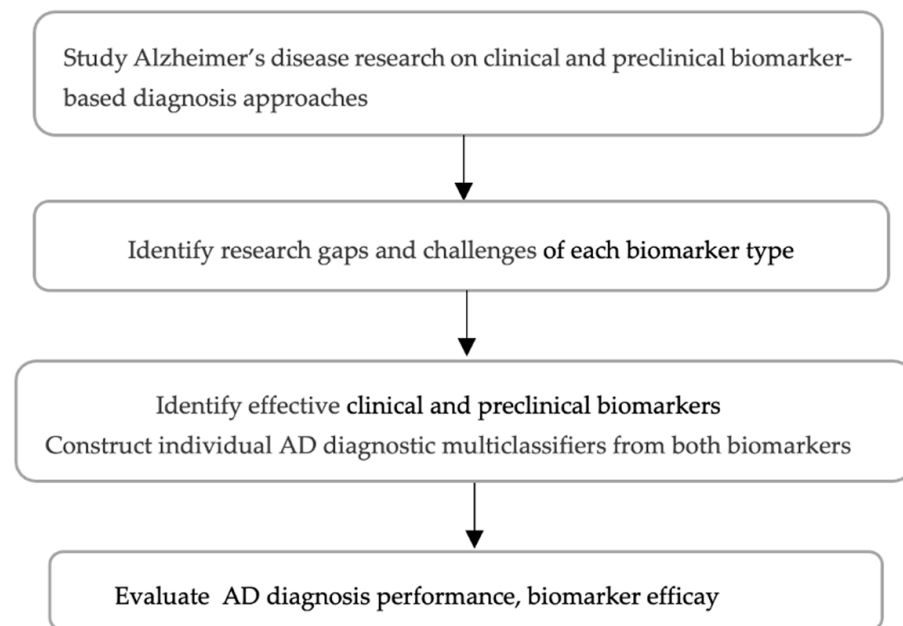 Study Alzheimer’s disease research on clinical and preclinical biomarker-
based diagnosis approaches
Identify research gaps and challenges of each biomarker type
Identify effective clinical and preclinical biomarkers
Construct individual AD diagnostic multiclassifiers from both biomarkers
Evaluate AD diagnosis performance, biomarker efficay